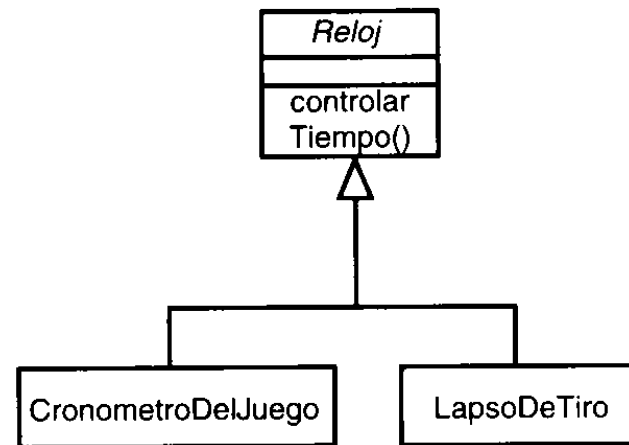 Reloj
controlar
Tiempo()
CronometroDelJuego
LapsoDeTiro